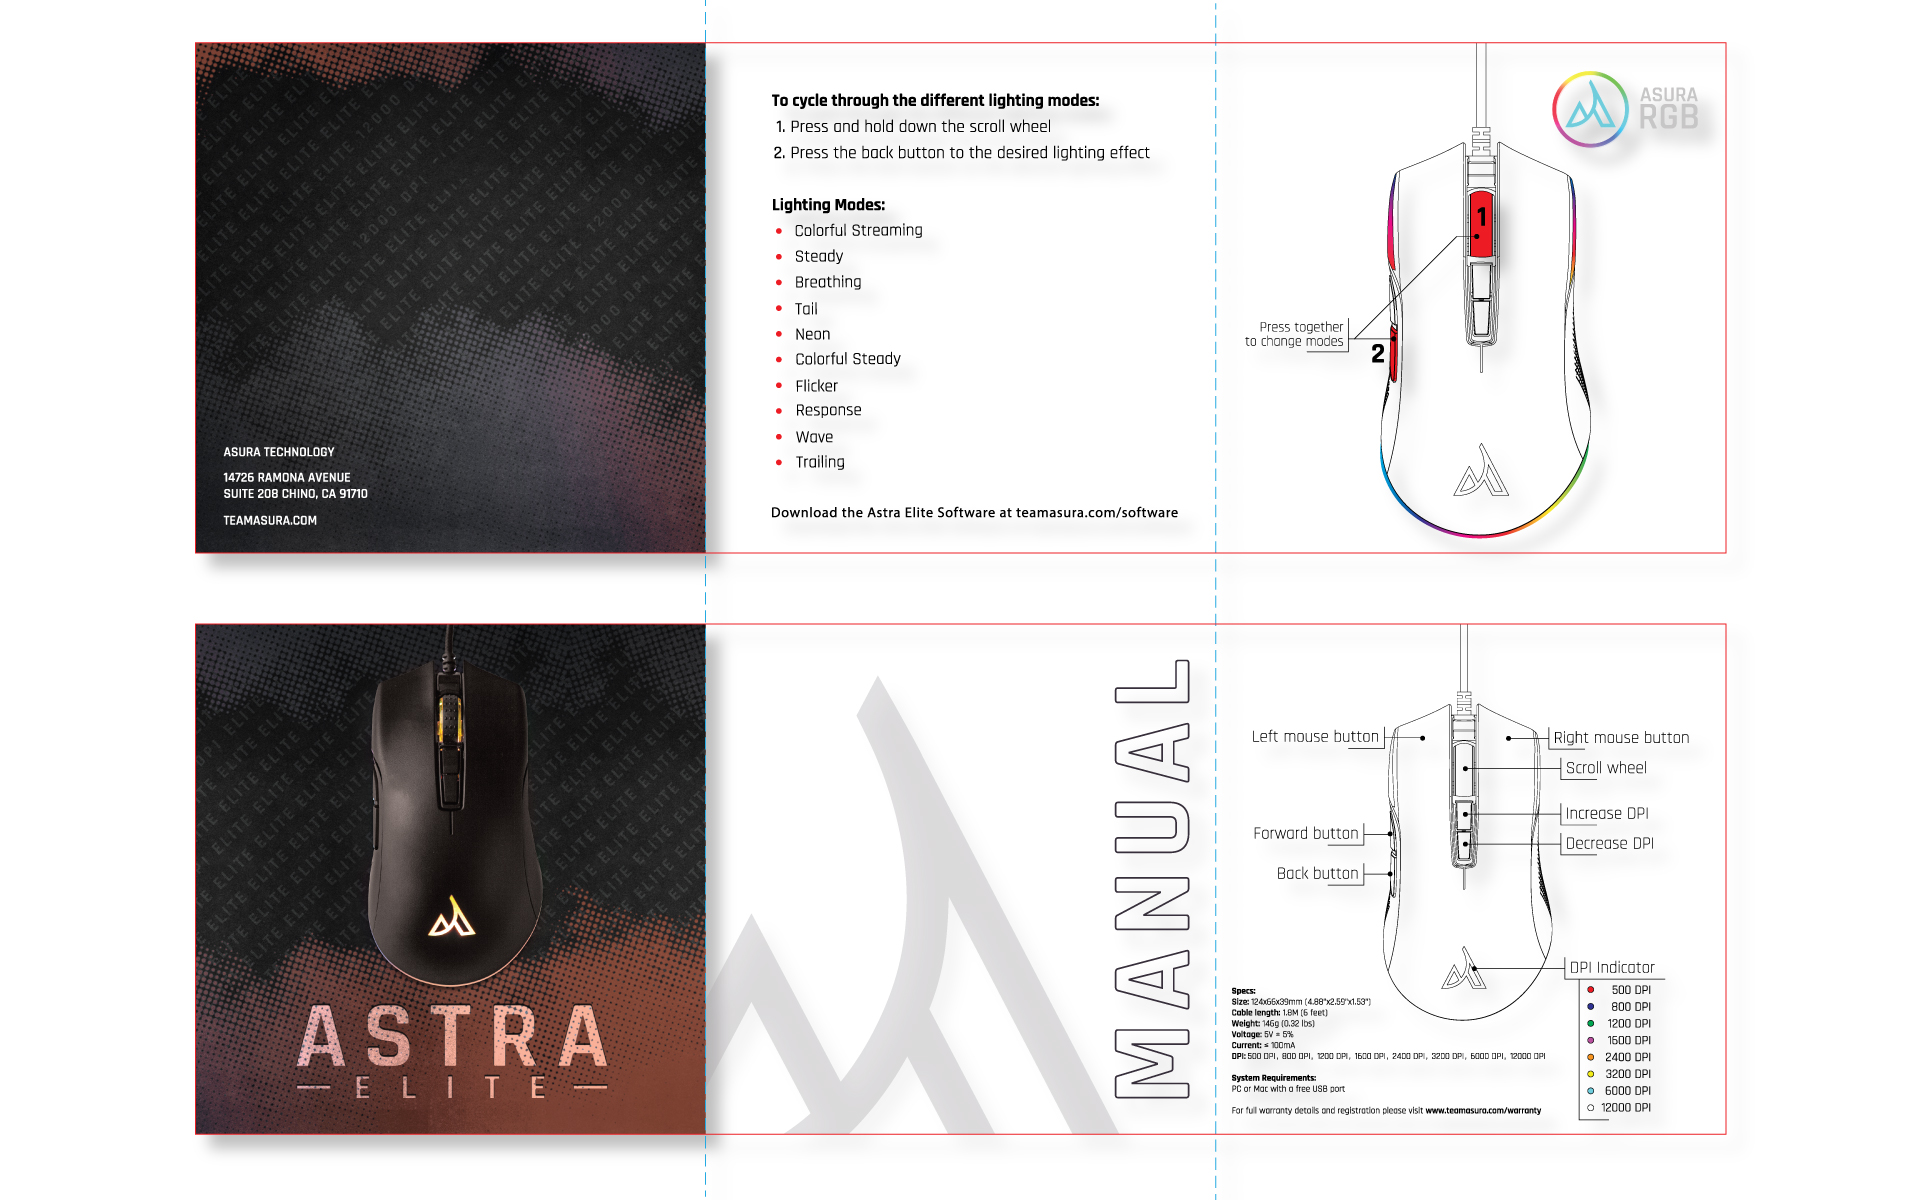 ASURA TECHNOLOGY
14726 RAMONA AVENUE
SUITE 208 CHINO, CA 91710
TEAMASURA.COM
To cycle through the different lighting modes:
1. Press and hold down the scroll wheel
2. Press the back button to the desired lighting effect
Lighting Modes:
• Colorful Streaming
• Steady
• Breathing
• Tail
• Neon
• Colorful Steady
• Flicker
• Response
• Wave
• Trailing
Download the Astra Elite Software at teamasura.com/software
ASURA
RGB
1
Press together
to change modes
2
ASTRA
ELITE
MANUAL
Left mouse button
Right mouse button
Scroll wheel
Increase DPI
Decrease DPI
Forward button
Back button
DPI Indicator
500 DPI
800 DPI
1200 DPI
1600 DPI
2400 DPI
3200 DPI
6000 DPI
12000 DPI
Specs:
Size: 124x66x39mm (4.88"x2.59"x1.53")
Cable length: 1.8M (6 feet)
Weight: 146g (0.32 lbs)
Voltage: 5V = 5%
Current: ≤ 100mA
DPI: 500 DPI, 800 DPI, 1200 DPI, 1600 DPI, 2400 DPI, 3200 DPI, 6000 DPI, 12000 DPI
System Requirements:
PC or Mac with a free USB port
For full warranty details and registration please visit www.teamasura.com/warranty